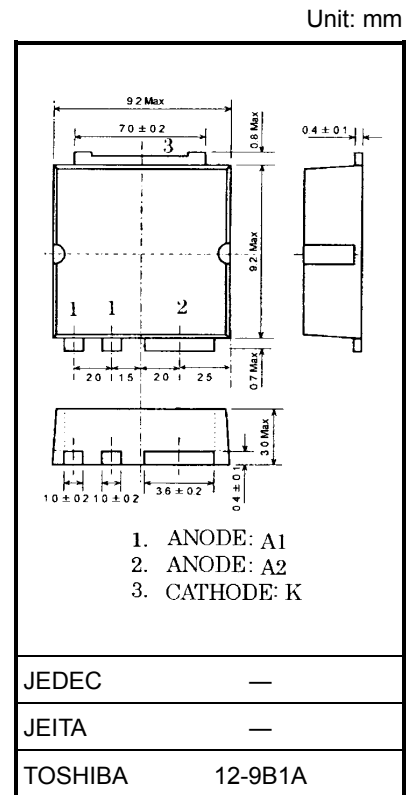 Unit: mm
9.2 Max
7.0 ± 0.2
3
0.8 Max
0.4 ± 0.1
9.2 Max
1 1 2
2.0 1.5 2.0 2.5
0.7 Max
3.0 Max
1.0 ± 0.2 1.0 ± 0.2 3.6 ± 0.2
0.4 ± 0.1
1. ANODE: A1
2. ANODE: A2
3. CATHODE: K
JEDEC —
JEITA —
TOSHIBA 12-9B1A